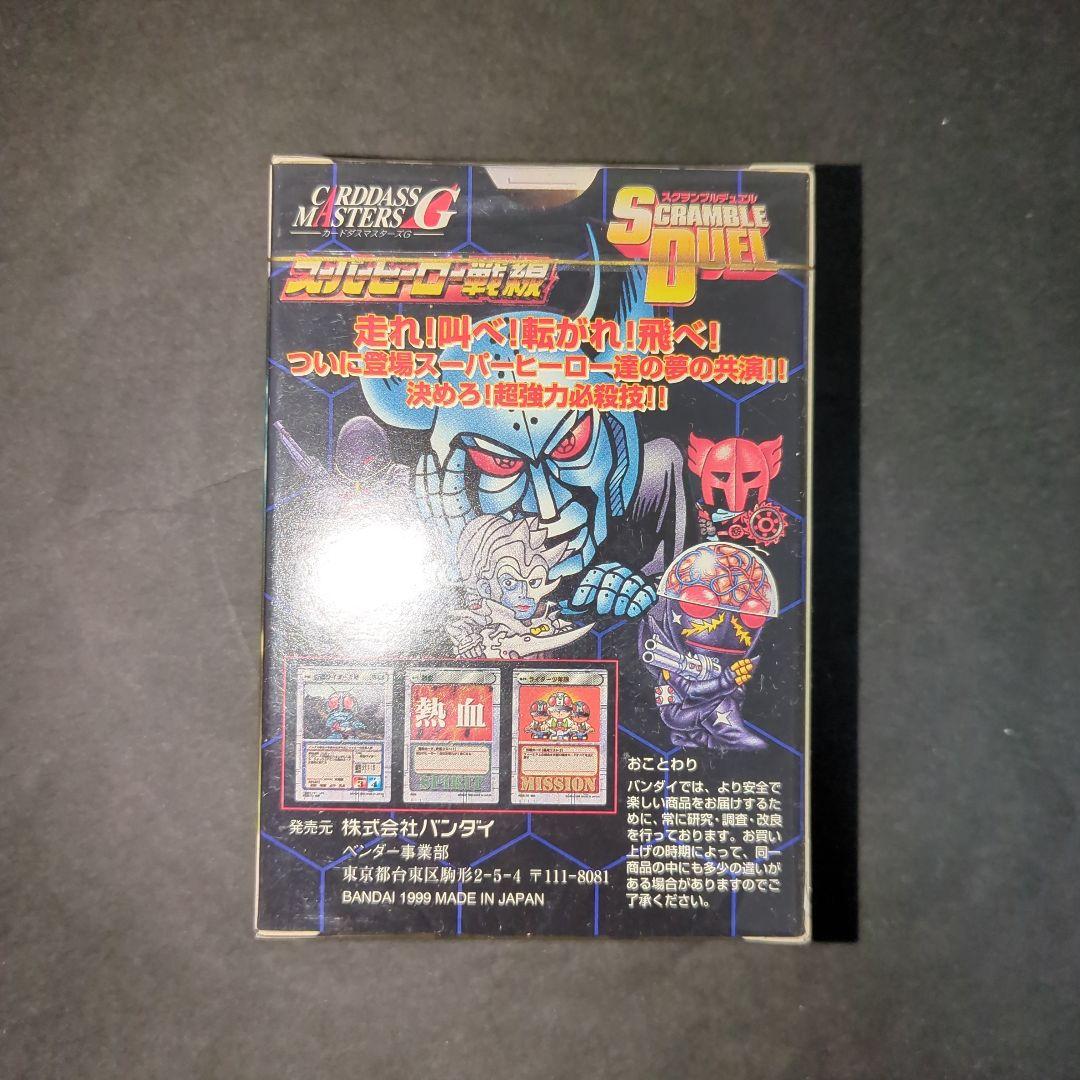 CARDDASS
MASTERS G
カードダスマスターズG
スクランブルデュエル
SCRAMBLE
DUEL
スーパーヒーロー戦線
走れ!叫べ!転がれ!飛べ!
ついに登場スーパーヒーロー達の夢の共演!!
決めろ!超強力必殺技!!
熱血
SPIRIT
ライダー少年隊
MISSION
発売元 株式会社バンダイ
ベンダー事業部
東京都台東区駒形2-5-4 〒111-8081
BANDAI 1999 MADE IN JAPAN
おことわり
バンダイでは、より安全で
楽しい商品をお届けするた
めに、常に研究・調査・改良
を行っております。お買い
上げの時期によって、同一
商品の中にも多少の違いが
ある場合がありますのでご
了承ください。